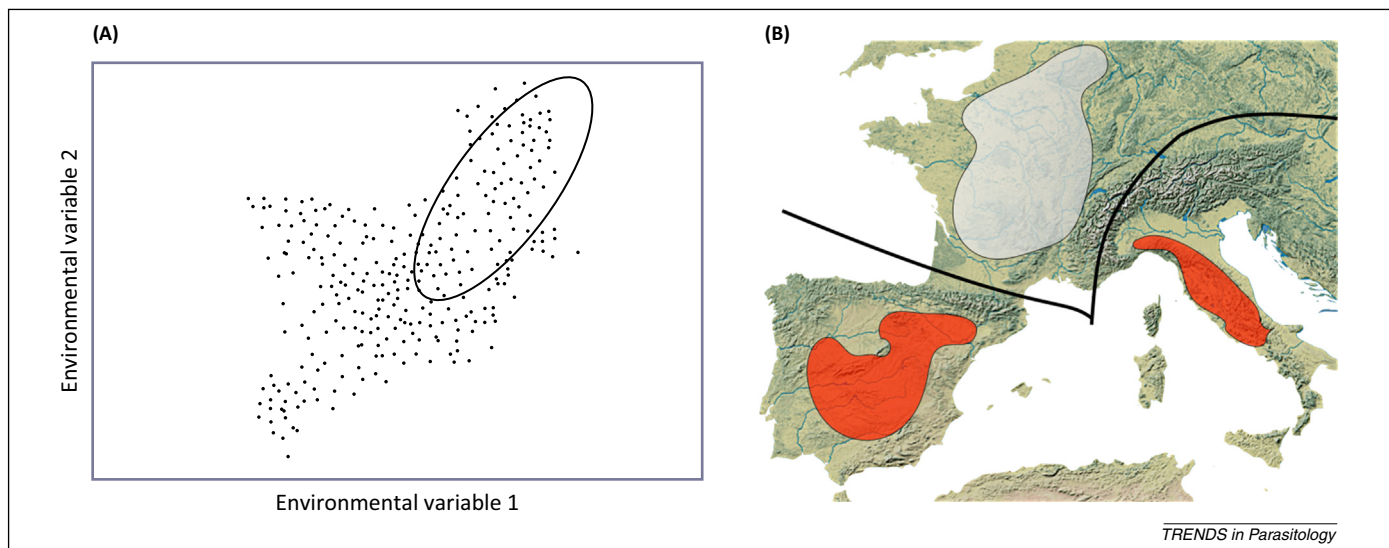 (A)
Environmental variable 2
Environmental variable 1
(B)
TRENDS in Parasitology